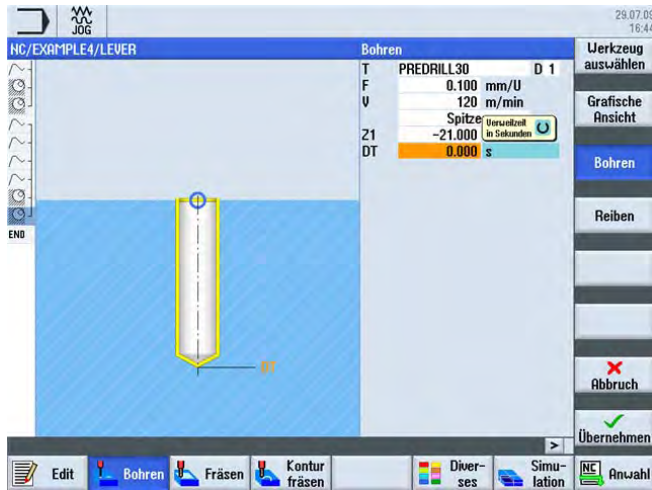 JOG
29.07.09
16:44
NC/EXAMPLE4/LEVER
Bohren
T PREDRILL30 D 1
F 0.100 mm/U
V 120 m/min
Spitze
Verweilzeit in Sekunden
Z1 -21.000
DT 0.000 s
END
DT
Werkzeug auswählen
Grafische Ansicht
Bohren
Reiben
Abbruch
Übernehmen
>
Edit
Bohren
Fräsen
Kontur fräsen
Diver-ses
Simu-lation
NC Anwahl